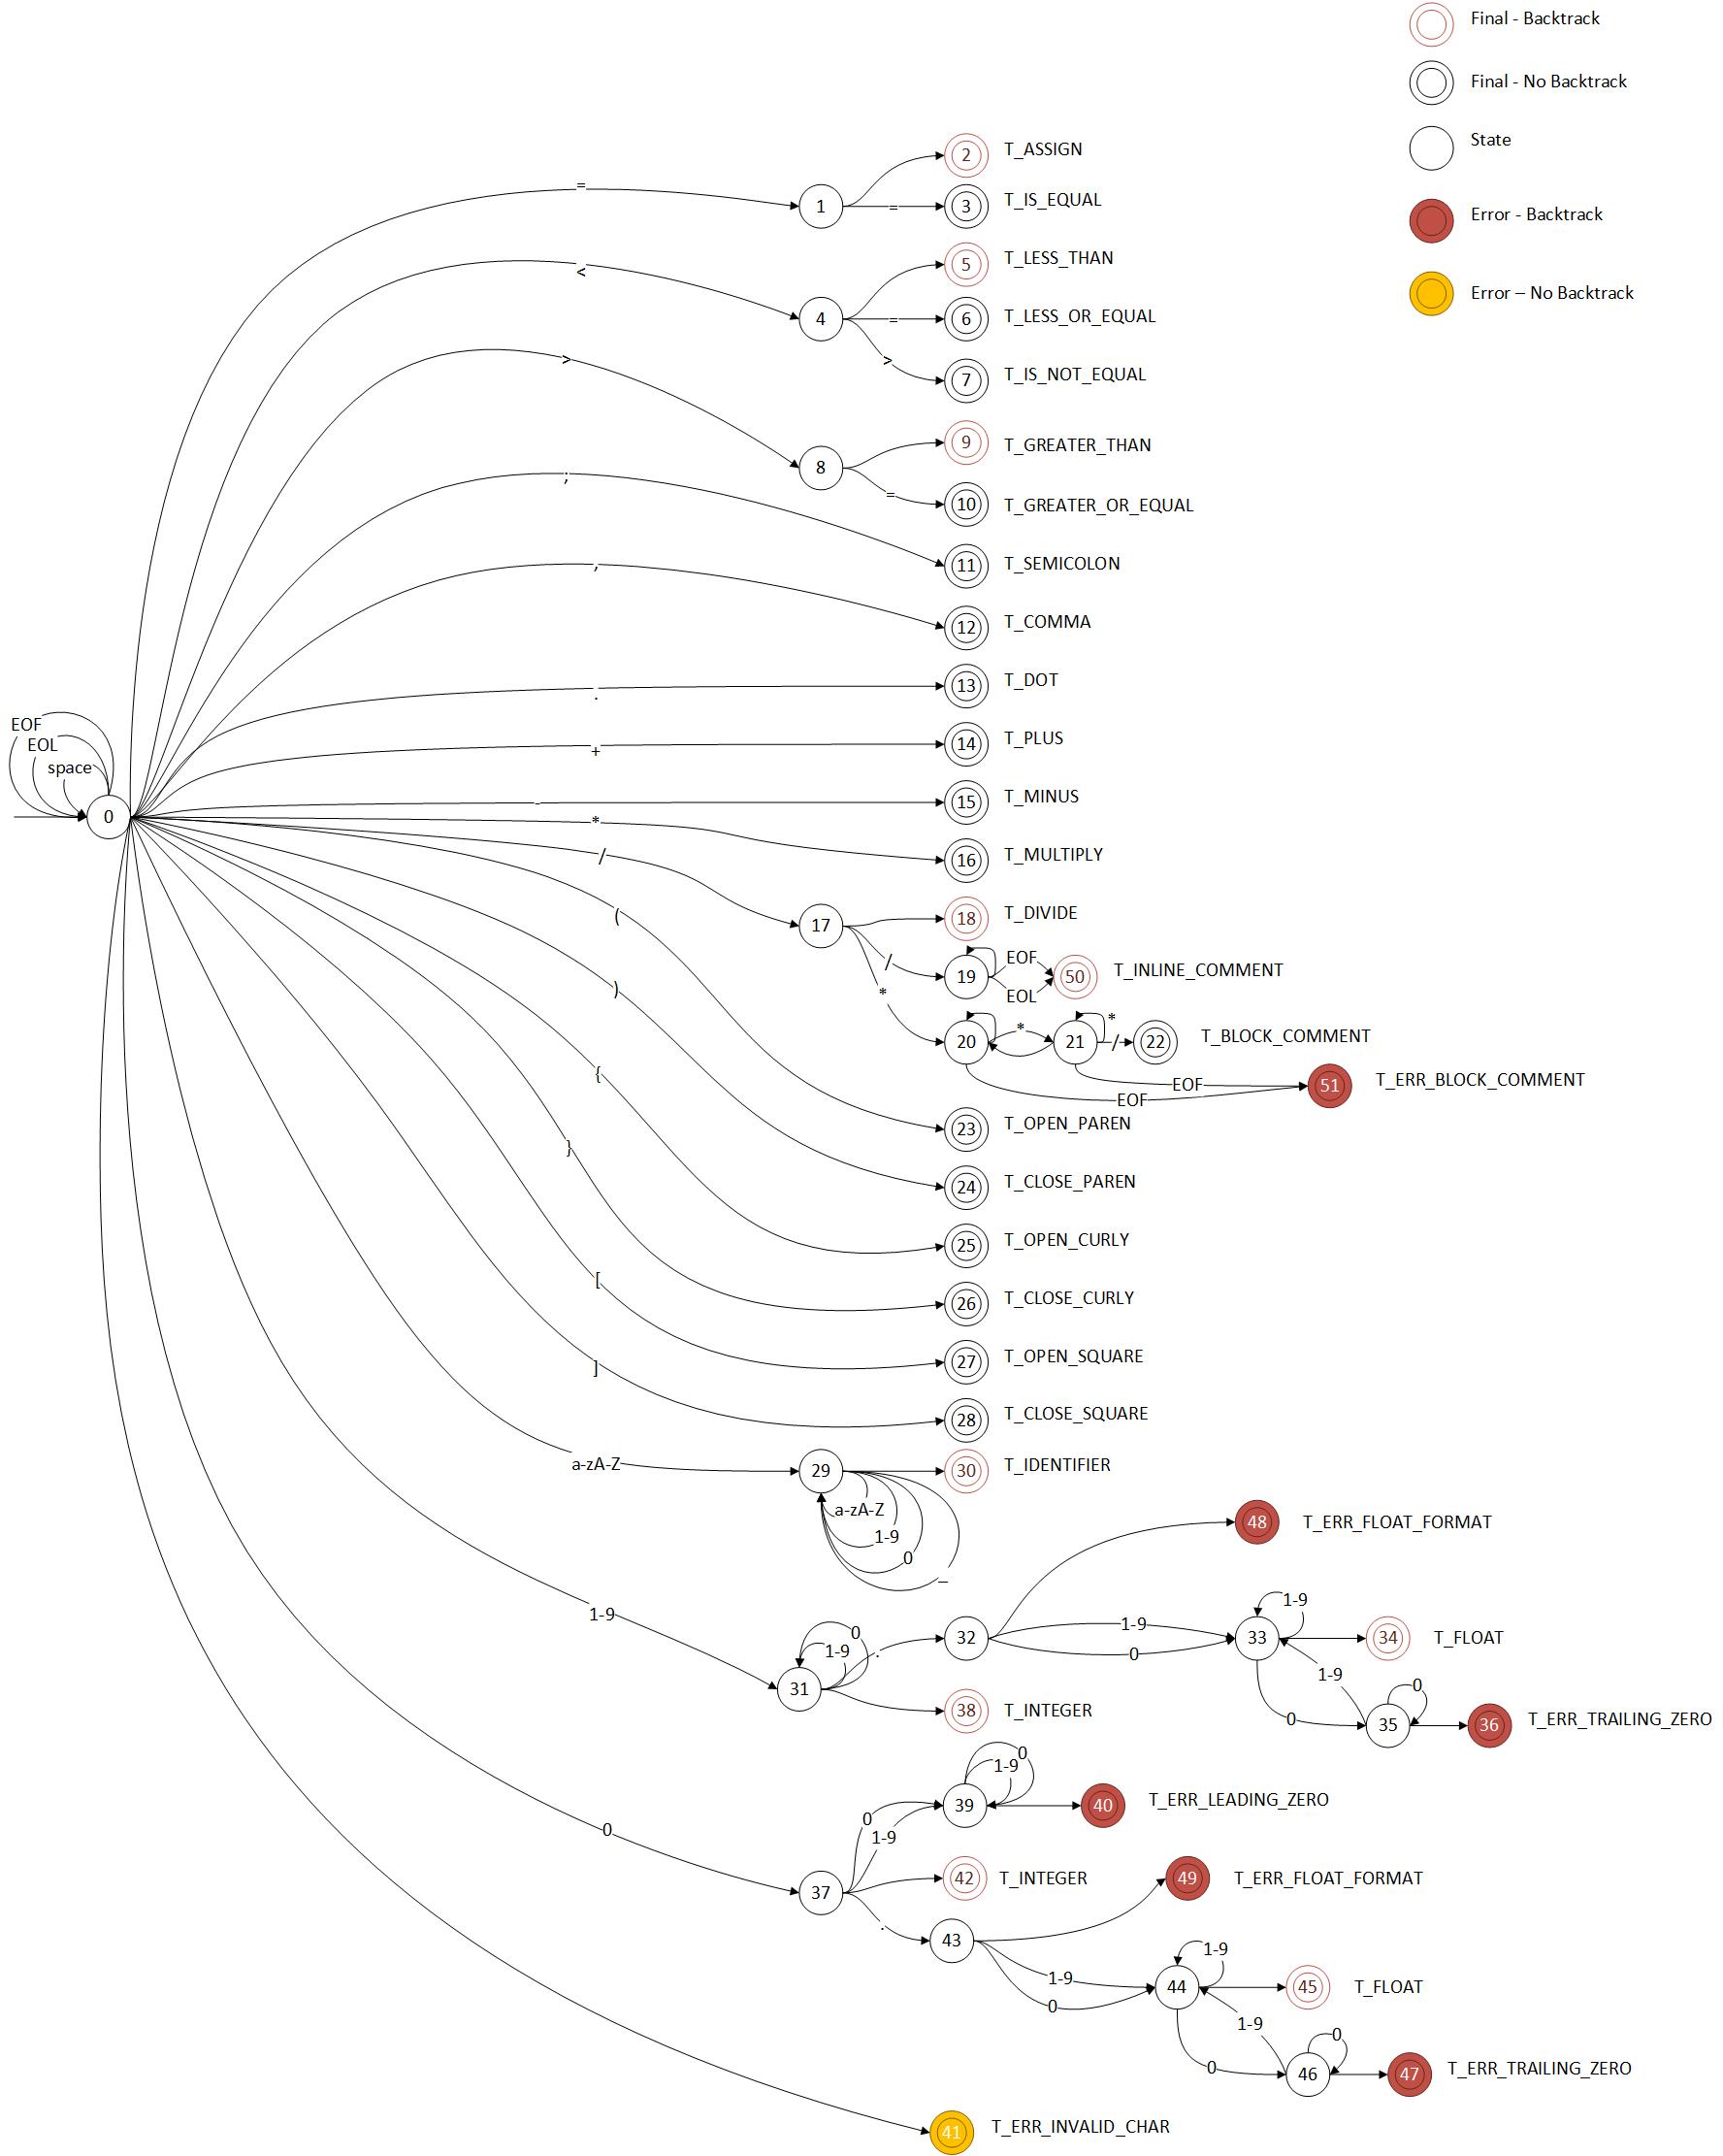 Final - Backtrack
Final - No Backtrack
State
Error - Backtrack
Error – No Backtrack
2 T_ASSIGN
=
1
=
3 T_IS_EQUAL
5 T_LESS_THAN
<
4
=
6 T_LESS_OR_EQUAL
>
7 T_IS_NOT_EQUAL
>
9 T_GREATER_THAN
8
=
10 T_GREATER_OR_EQUAL
;
11 T_SEMICOLON
,
12 T_COMMA
.
13 T_DOT
EOF
EOL
space
0
+
14 T_PLUS
-
15 T_MINUS
*
16 T_MULTIPLY
/
17
18 T_DIVIDE
/
19
EOF
EOL
50 T_INLINE_COMMENT
*
20
*
21
*
/
22 T_BLOCK_COMMENT
EOF
EOF
51 T_ERR_BLOCK_COMMENT
(
23 T_OPEN_PAREN
)
24 T_CLOSE_PAREN
{
25 T_OPEN_CURLY
}
26 T_CLOSE_CURLY
[
27 T_OPEN_SQUARE
]
28 T_CLOSE_SQUARE
a-zA-Z
29
30 T_IDENTIFIER
a-zA-Z
1-9
0
_
48 T_ERR_FLOAT_FORMAT
1-9
31
0
1-9
.
32
1-9
0
33
1-9
34 T_FLOAT
1-9
0
0
35
36 T_ERR_TRAILING_ZERO
38 T_INTEGER
0
37
0
1-9
39
0
1-9
40 T_ERR_LEADING_ZERO
42 T_INTEGER
49 T_ERR_FLOAT_FORMAT
.
43
1-9
0
44
1-9
45 T_FLOAT
1-9
0
0
46
47 T_ERR_TRAILING_ZERO
41 T_ERR_INVALID_CHAR